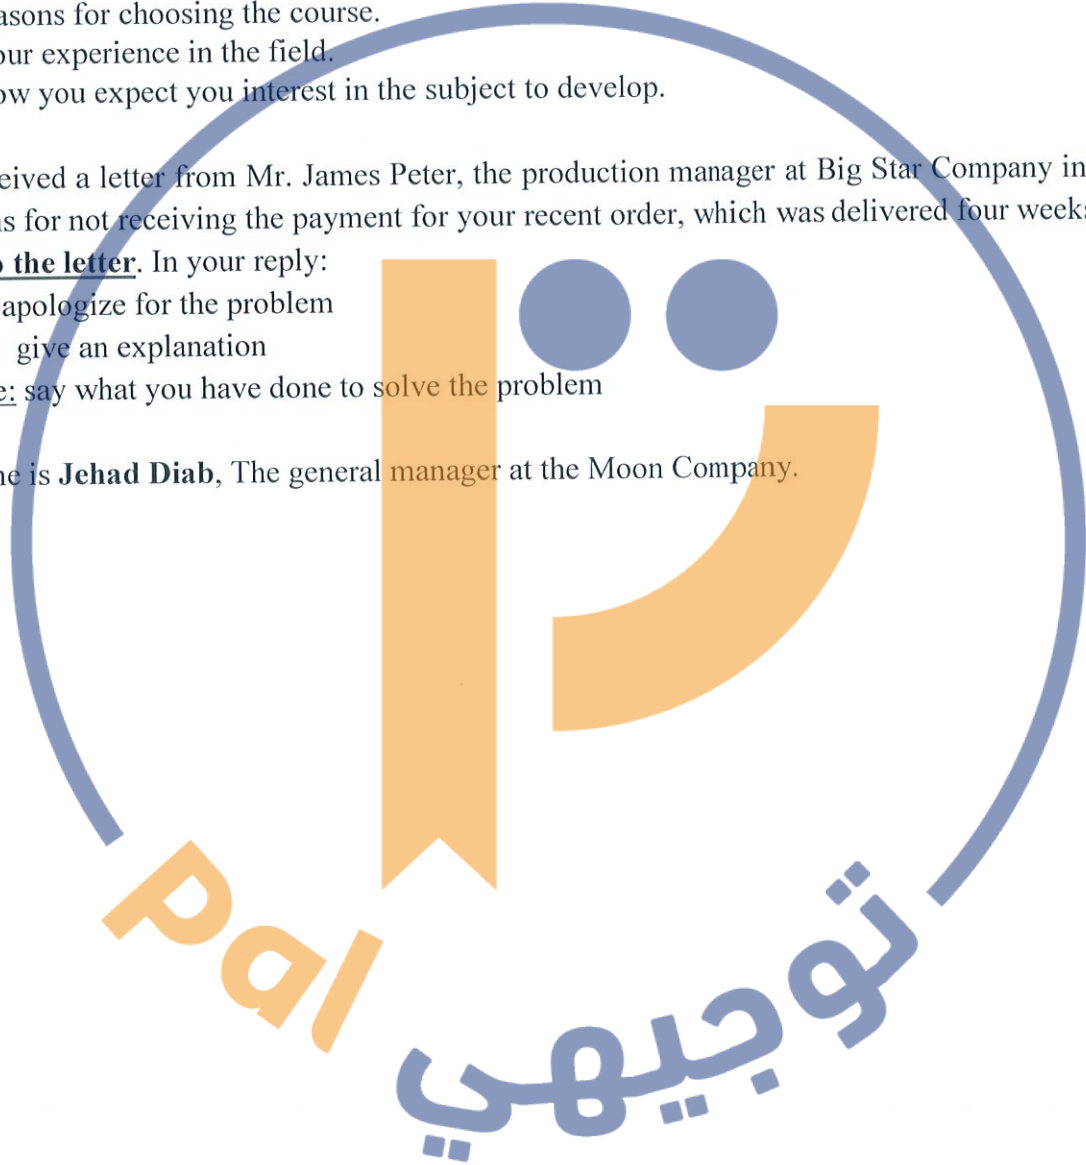 asons for choosing the course.
our experience in the field.
ow you expect you interest in the subject to develop.
eived a letter from Mr. James Peter, the production manager at Big Star Company in
s for not receiving the payment for your recent order, which was delivered four weeks
the letter. In your reply:
apologize for the problem
give an explanation
e: say what you have done to solve the problem
ne is Jehad Diab, The general manager at the Moon Company.
Pal توجيهي